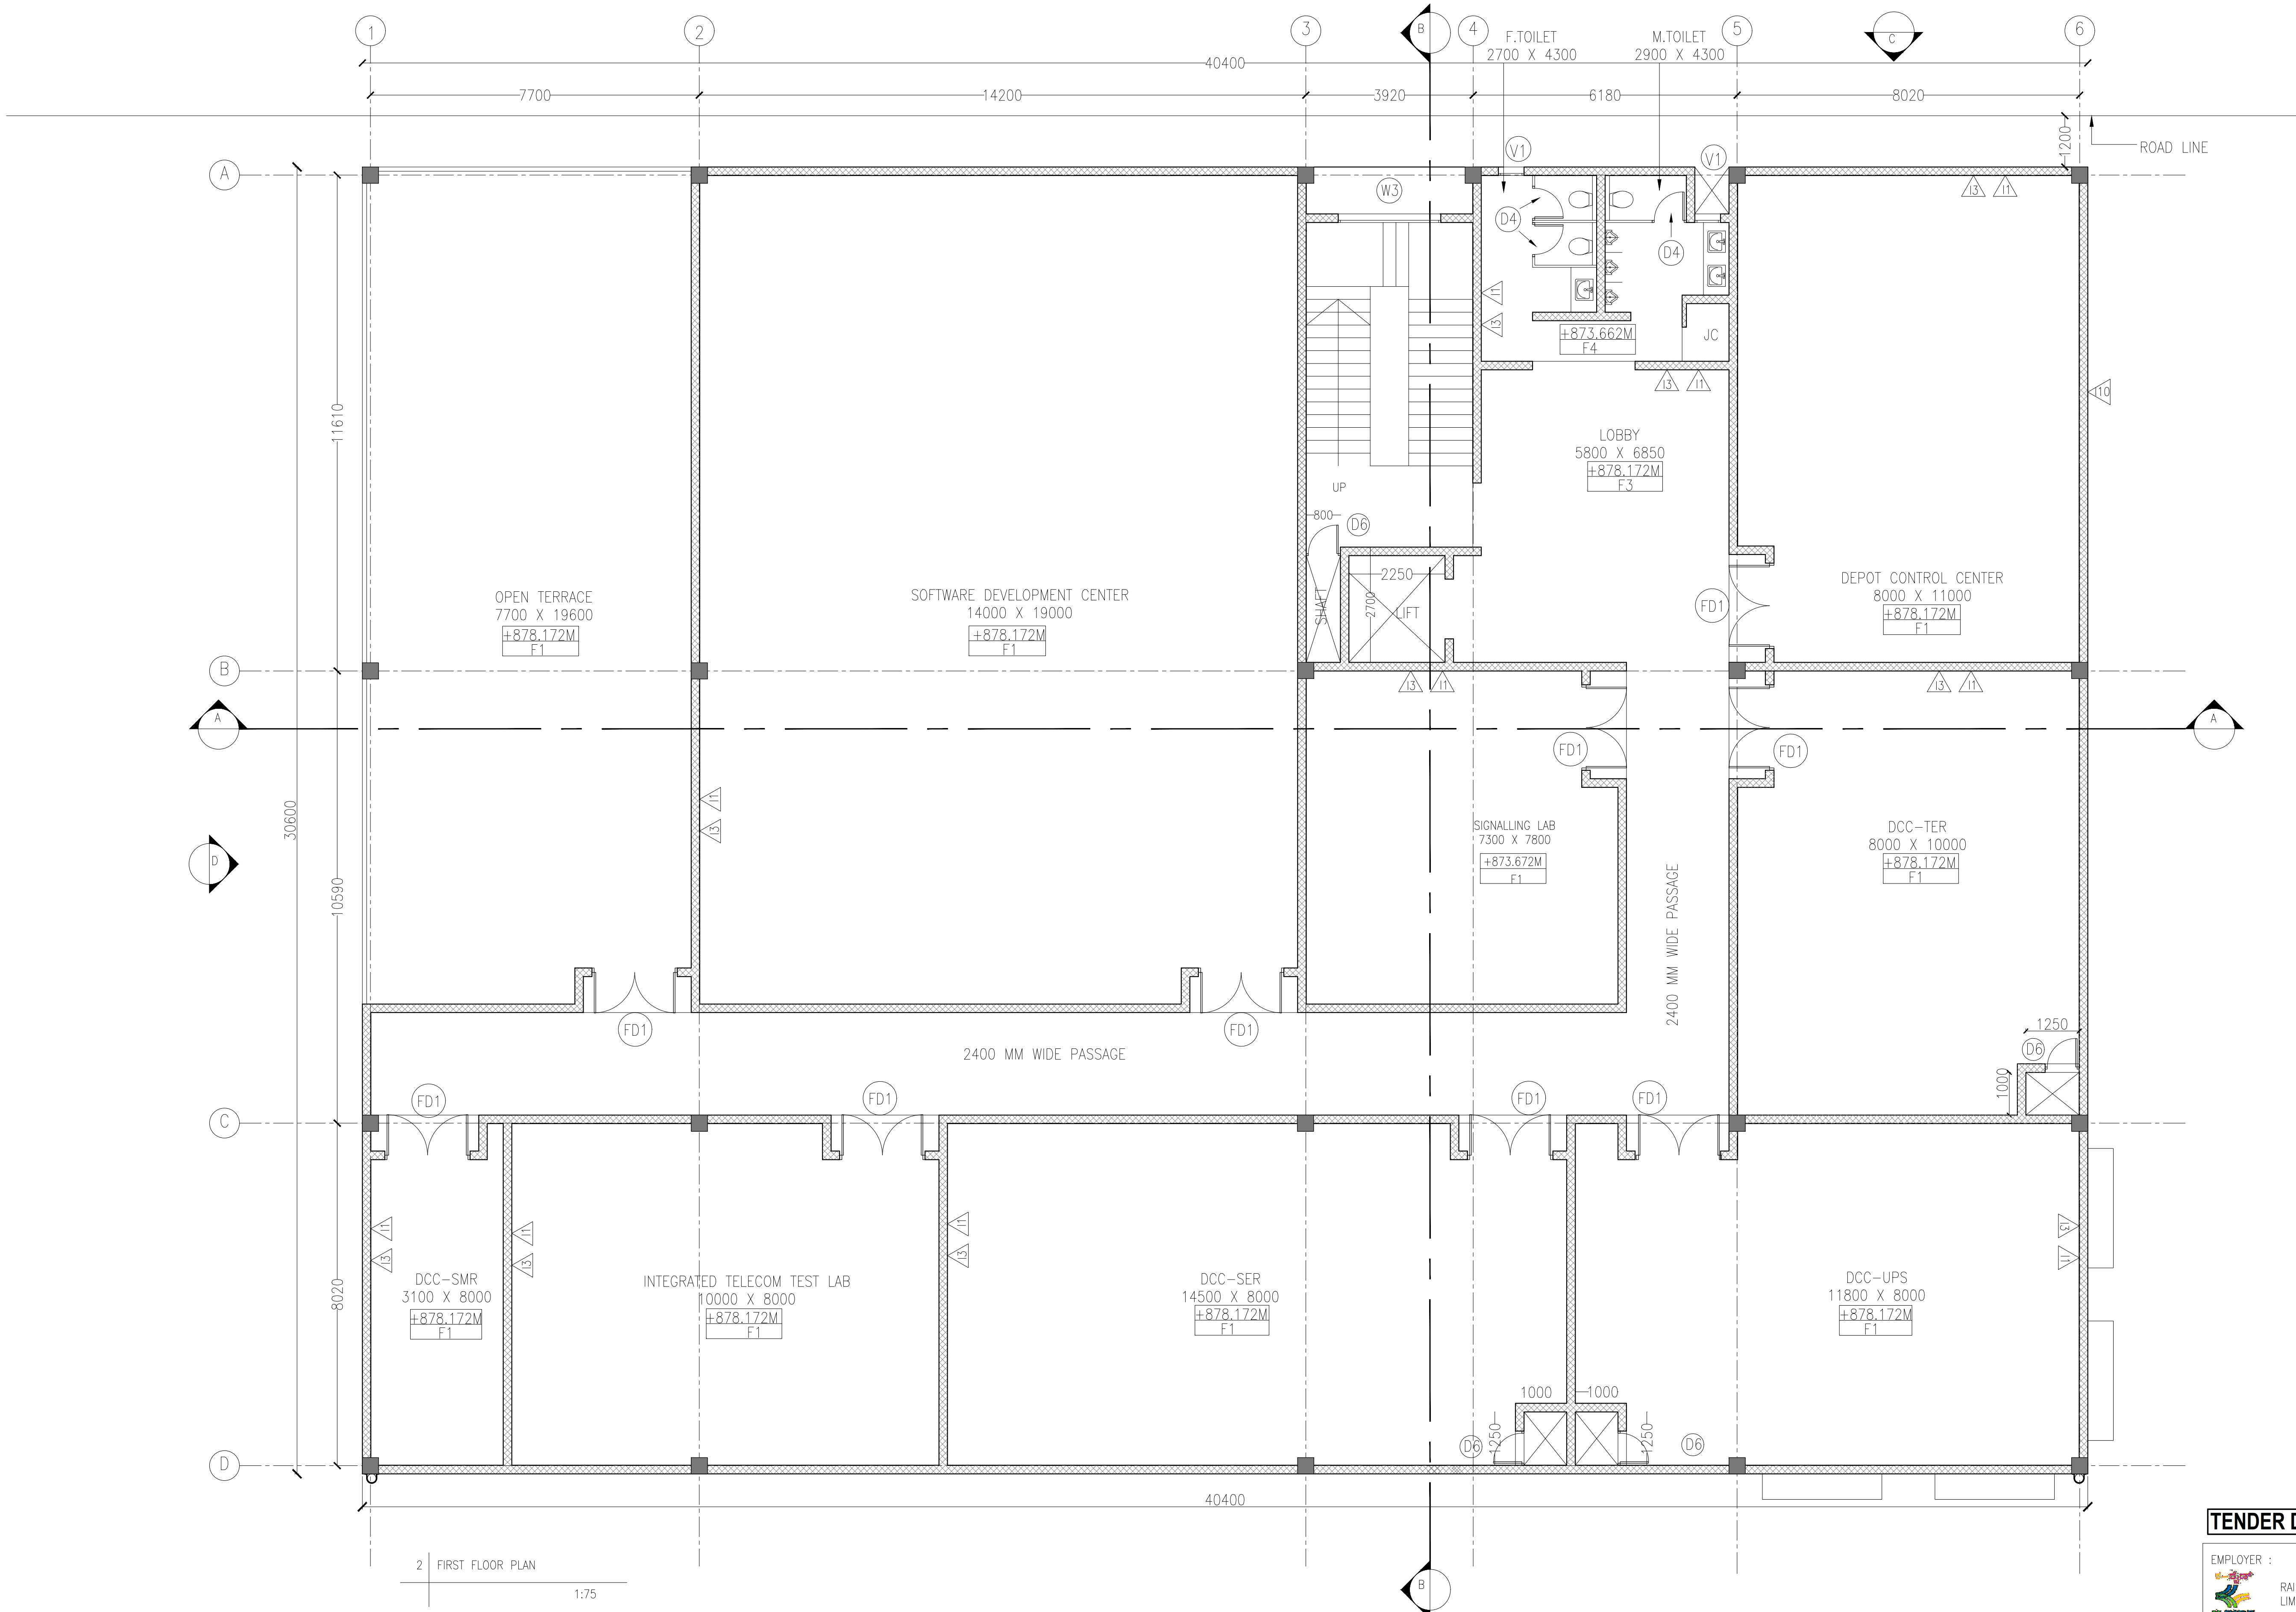 1
2
3
B
4
F.TOILET
2700 X 4300
M.TOILET
2900 X 4300
5
C
6
40400
7700
14200
3920
6180
8020
1200
ROAD LINE
A
V1
V1
W3
D4
D4
I3
I1
I1
I3
+873.662M
F4
JC
I3
I1
I10
11610
LOBBY
5800 X 6850
+878.172M
F3
UP
800
D6
2250
2700
SHAFT
LIFT
OPEN TERRACE
7700 X 19600
+878.172M
F1
SOFTWARE DEVELOPMENT CENTER
14000 X 19000
+878.172M
F1
DEPOT CONTROL CENTER
8000 X 11000
+878.172M
F1
FD1
B
I3
I1
I3
I1
A
A
FD1
FD1
30600
I1
I3
D
10590
SIGNALLING LAB
7300 X 7800
+873.672M
F1
DCC-TER
8000 X 10000
+878.172M
F1
2400 MM WIDE PASSAGE
FD1
FD1
2400 MM WIDE PASSAGE
1250
D6
1000
C
FD1
FD1
FD1
FD1
8020
I1
I3
I1
I3
I1
I3
I3
I1
DCC-SMR
3100 X 8000
+878.172M
F1
INTEGRATED TELECOM TEST LAB
10000 X 8000
+878.172M
F1
DCC-SER
14500 X 8000
+878.172M
F1
DCC-UPS
11800 X 8000
+878.172M
F1
1000
1000
1250
1250
D6
D6
D
40400
2 FIRST FLOOR PLAN
1:75
B
TENDER D
EMPLOYER :
RAI
LIM